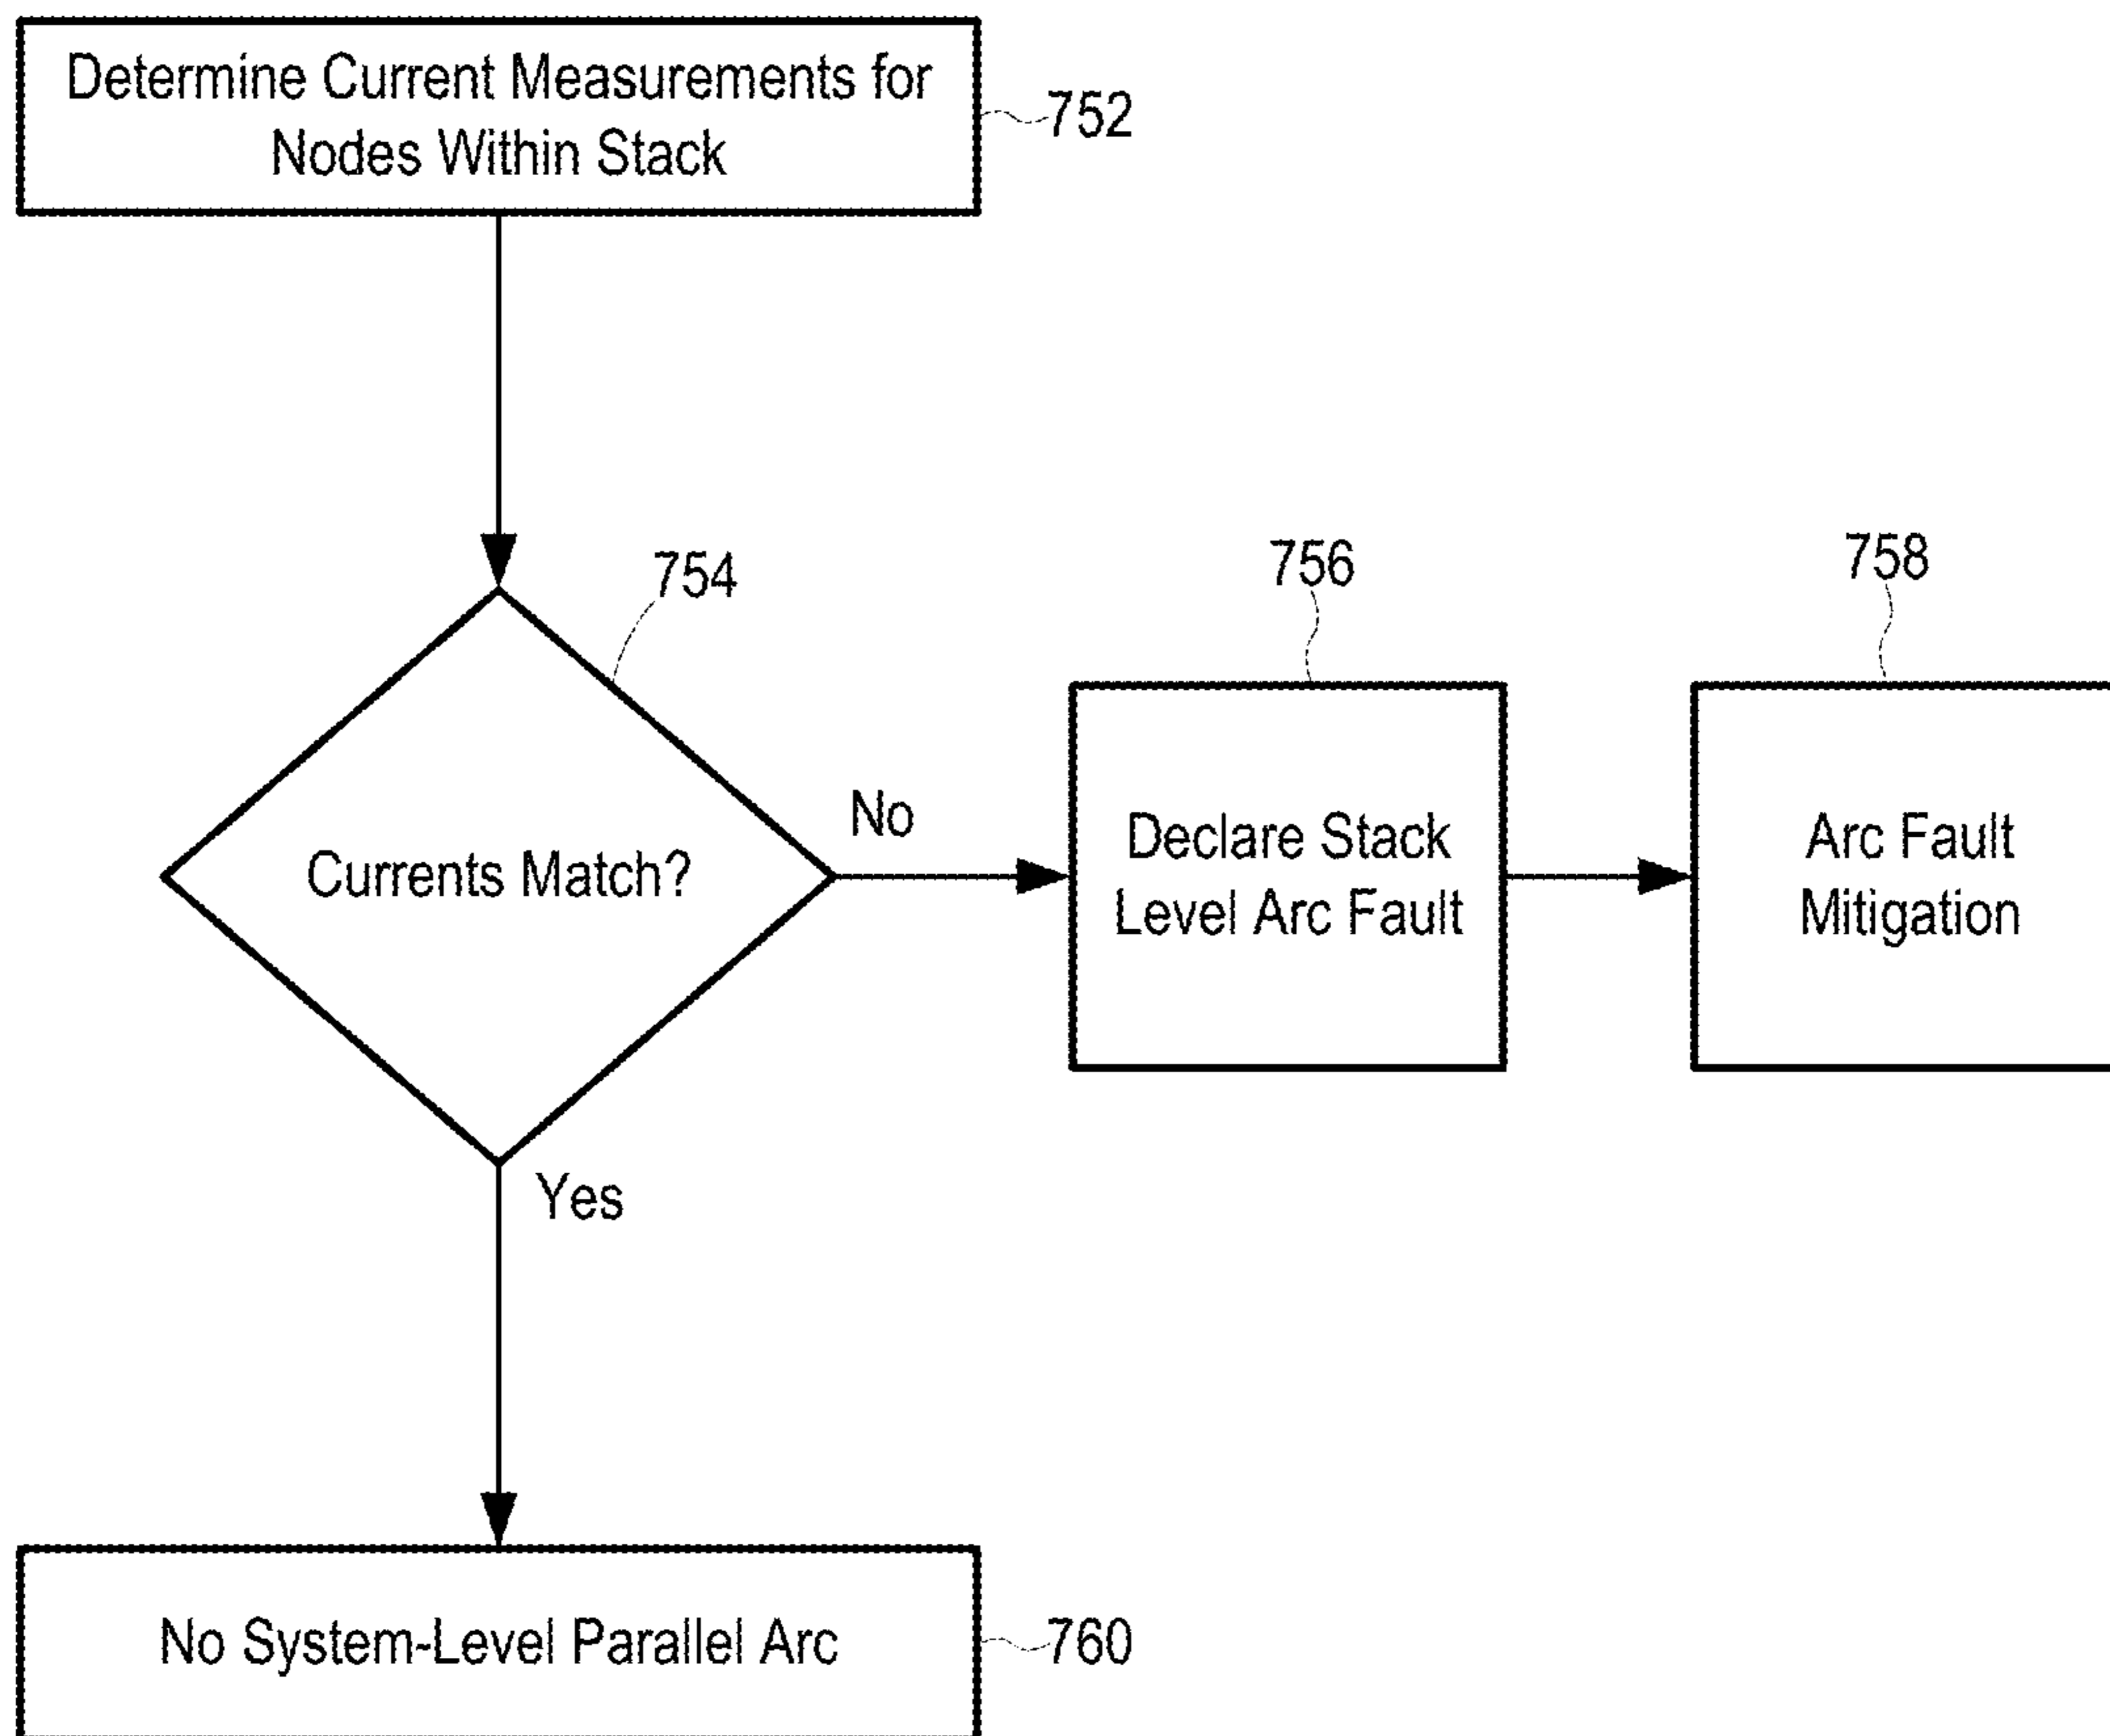 Determine Current Measurements for
Nodes Within Stack
752
754
756
758
Currents Match?
No
Declare Stack
Level Arc Fault
Arc Fault
Mitigation
Yes
No System-Level Parallel Arc
760